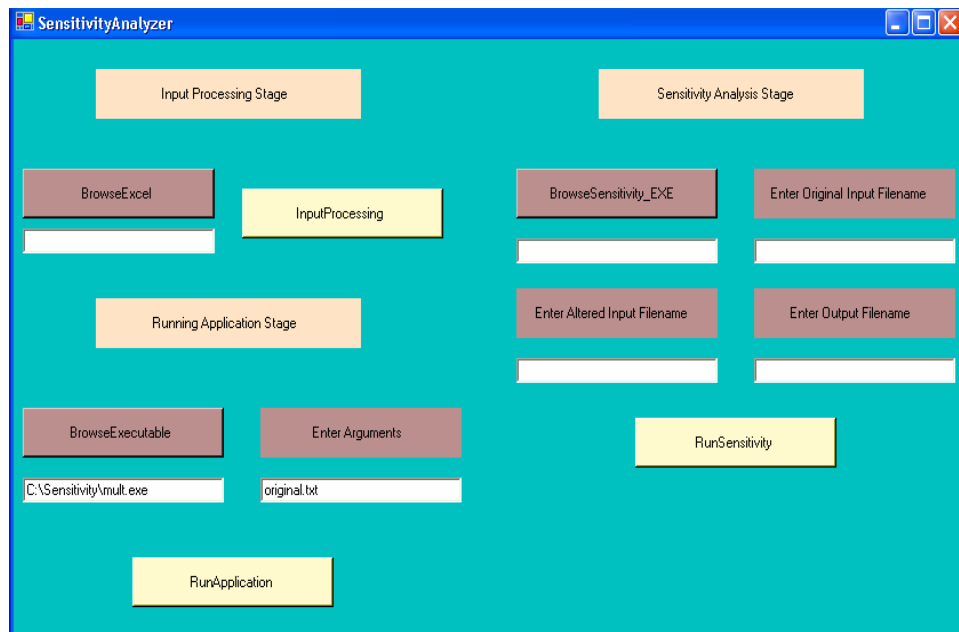 SensitivityAnalyzer
Input Processing Stage
BrowseExcel
InputProcessing
Running Application Stage
BrowseExecutable
Enter Arguments
C:\Sensitivity\mult.exe
original.txt
RunApplication
Sensitivity Analysis Stage
BrowseSensitivity_EXE
Enter Original Input Filename
Enter Altered Input Filename
Enter Output Filename
RunSensitivity